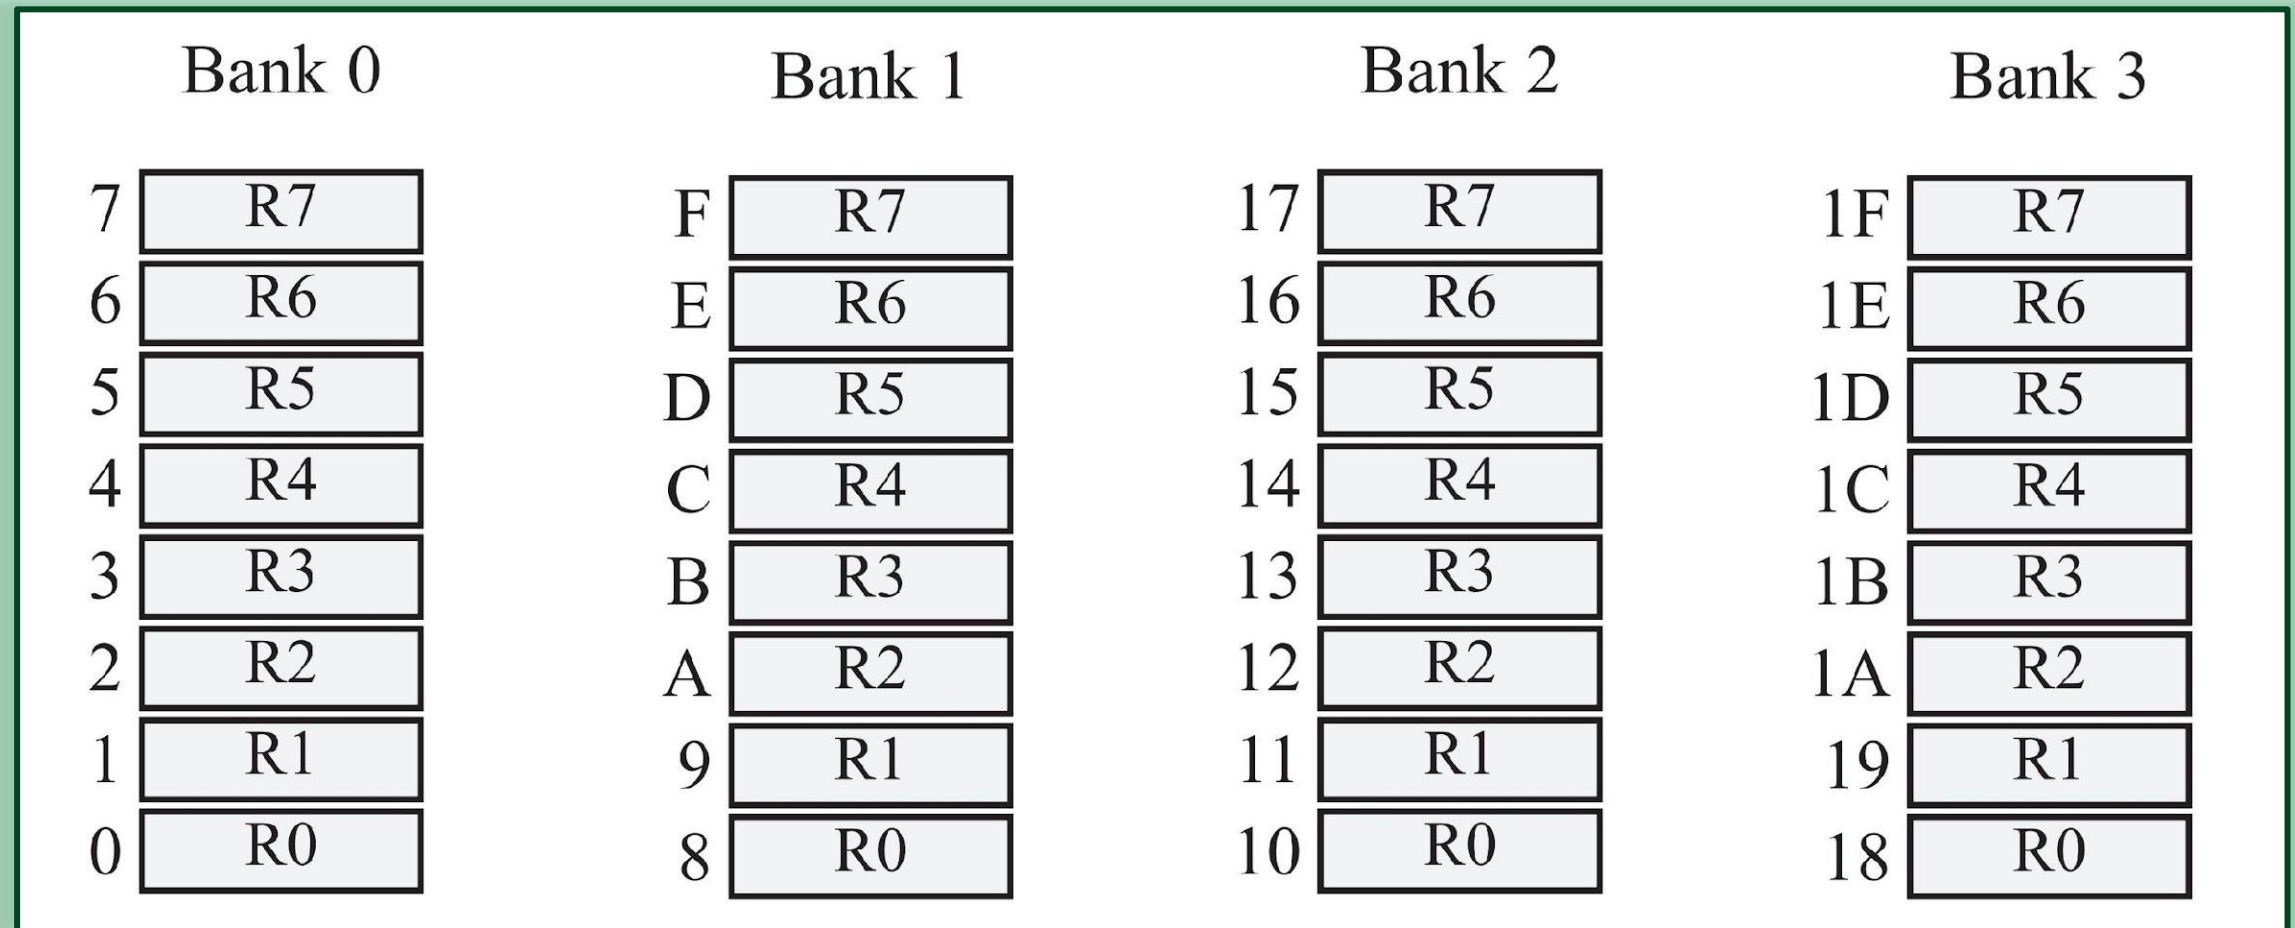 Bank 0 Bank 1 Bank 2 Bank 3
7 R7 F R7 17 R7 1F R7
6 R6 E R6 16 R6 1E R6
5 R5 D R5 15 R5 1D R5
4 R4 C R4 14 R4 1C R4
3 R3 B R3 13 R3 1B R3
2 R2 A R2 12 R2 1A R2
1 R1 9 R1 11 R1 19 R1
0 R0 8 R0 10 R0 18 R0